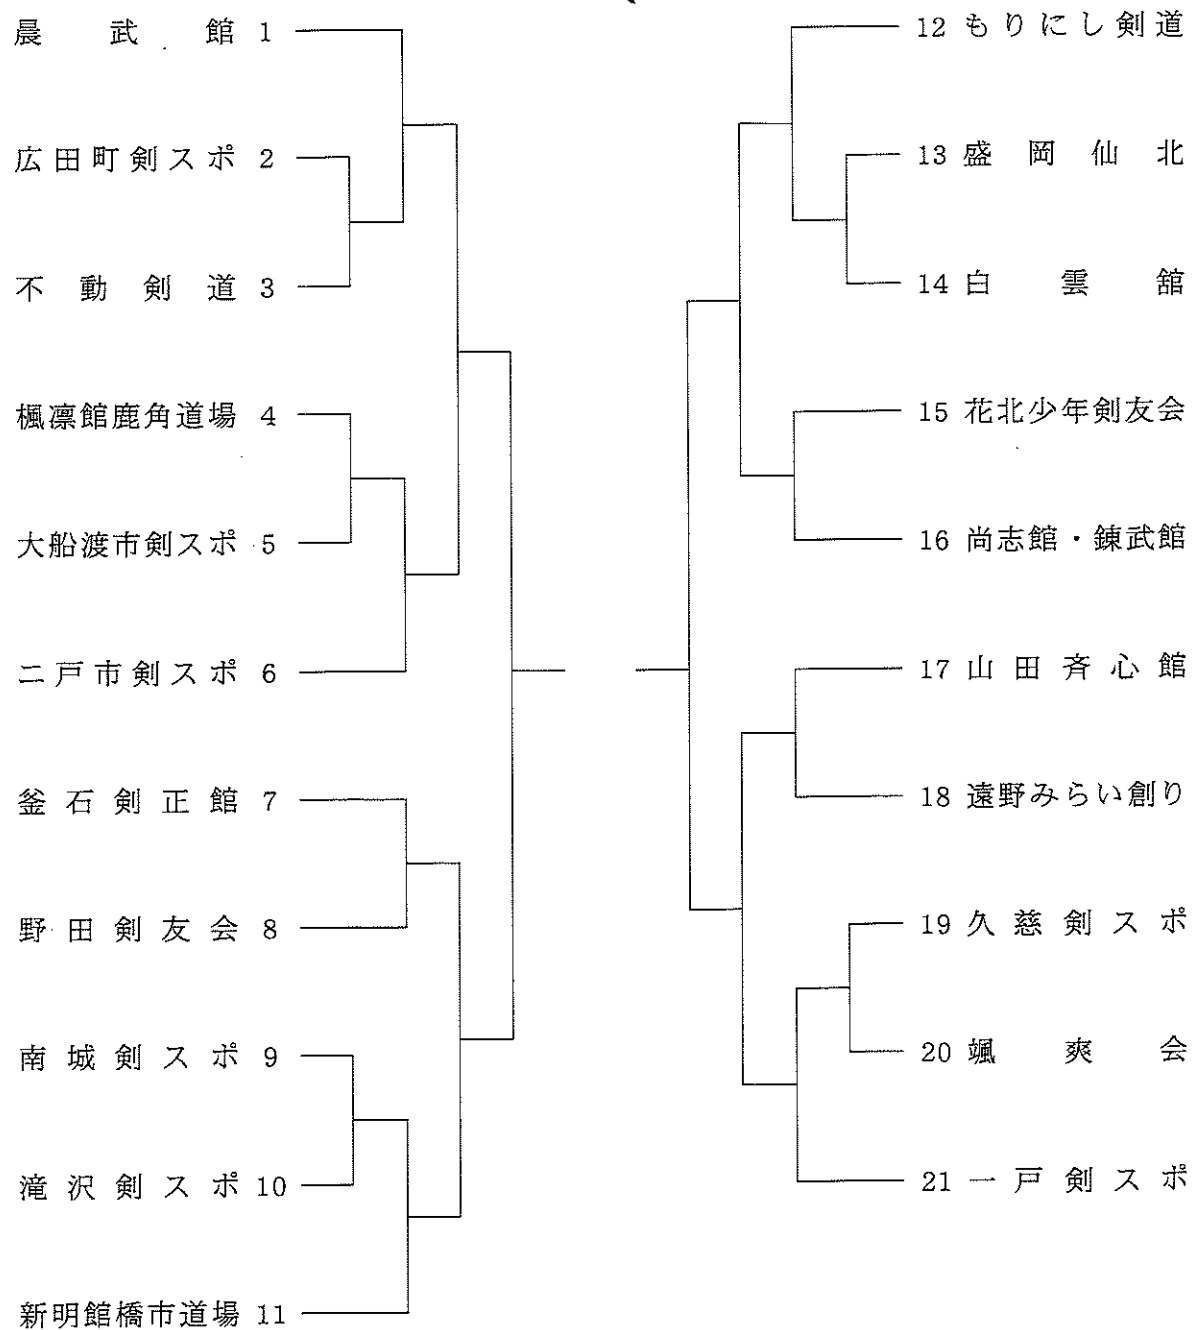 晨武館 1
広田町剣スポ 2
不動剣道 3
楓凛館鹿角道場 4
大船渡市剣スポ 5
二戸市剣スポ 6
釜石剣正館 7
野田剣友会 8
南城剣スポ 9
滝沢剣スポ 10
新明館橋市道場 11
12 もりにし剣道
13 盛岡仙北
14 白雲舘
15 花北少年剣友会
16 尚志館・錬武館
17 山田斉心館
18 遠野みらい創り
19 久慈剣スポ
20 颯爽会
21 一戸剣スポ